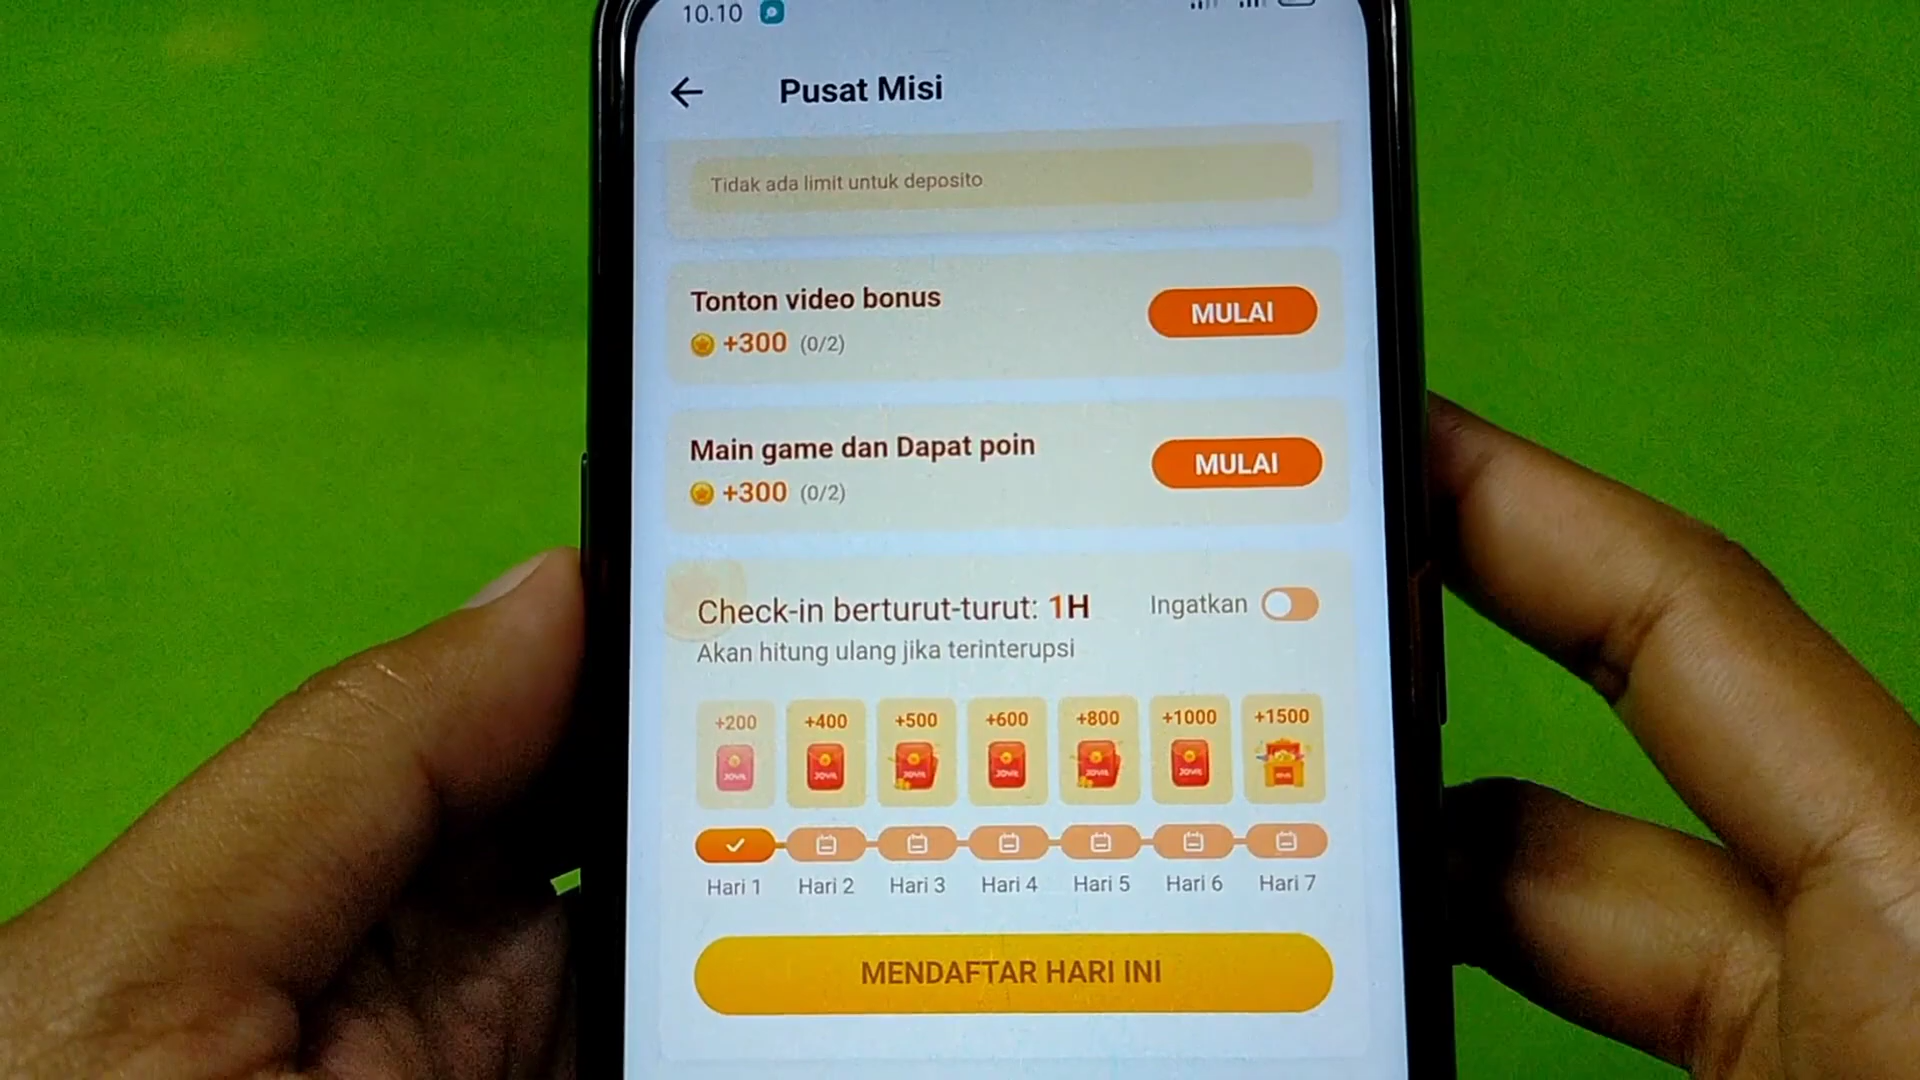 10.10
Pusat Misi
Tidak ada limit untuk deposito
Tonton video bonus
+300 (0/2)
MULAI
Main game dan Dapat poin
+300 (0/2)
MULAI
Check-in berturut-turut: 1H
Ingatkan
Akan hitung ulang jika terinterupsi
+200 +400 +500 +600 +800 +1000 +1500
Hari 1 Hari 2 Hari 3 Hari 4 Hari 5 Hari 6 Hari 7
MENDAFTAR HARI INI